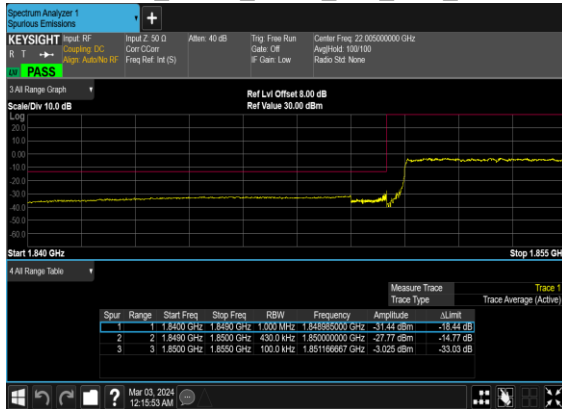 Spectrum Analyzer 1
Spurious Emissions
+
KEYSIGHT Input: RF Input Z: 50 Ω Atten: 40 dB Trig: Free Run Center Freq: 22.005000000 GHz
R T Coupling: DC Corr CCorr Gate: Off Avg|Hold: 100/100
Align: Auto/No RF Freq Ref: Int (S) IF Gain: Low Radio Std: None
PASS
3 All Range Graph
Ref Lvl Offset 8.00 dB
Scale/Div 10.0 dB Ref Value 30.00 dBm
Log
20.0
10.0
0.00
-10.0
-20.0
-30.0
-40.0
-50.0
-60.0
Start 1.840 GHz Stop 1.855 GH
4 All Range Table
Measure Trace Trace 1
Trace Type Trace Average (Active)
Spur Range Start Freq Stop Freq RBW Frequency Amplitude ΔLimit
1 1 1.8400 GHz 1.8490 GHz 1.000 MHz 1.848985000 GHz -31.44 dBm -18.44 dB
2 2 1.8490 GHz 1.8500 GHz 430.0 kHz 1.850000000 GHz -27.77 dBm -14.77 dB
3 3 1.8500 GHz 1.8550 GHz 100.0 kHz 1.851166667 GHz -3.025 dBm -33.03 dB
?
Mar 03, 2024
12:15:53 AM